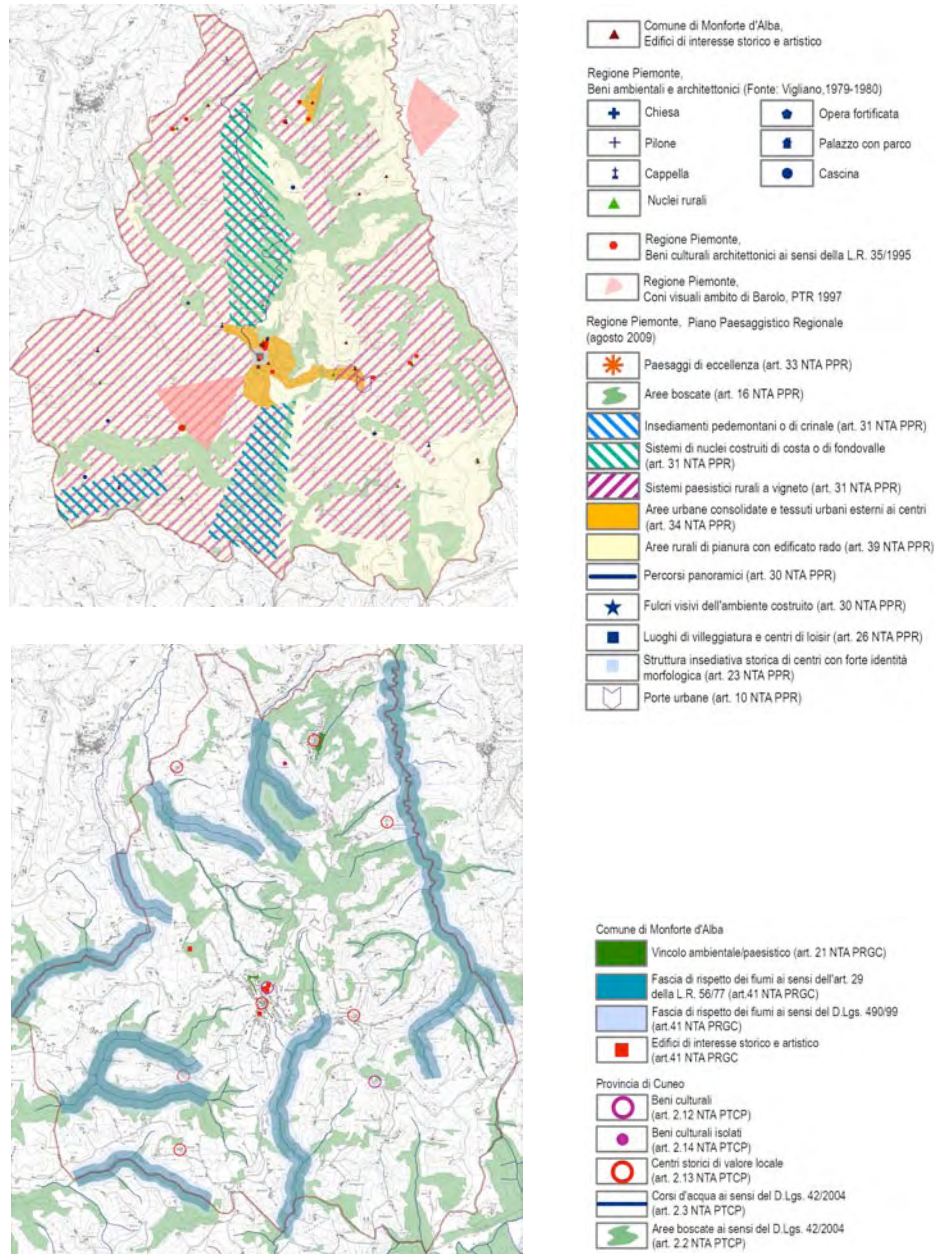 Comune di Monforte d'Alba,
Edifici di interesse storico e artistico
Regione Piemonte,
Beni ambientali e architettonici (Fonte: Vigliano,1979-1980)
Chiesa
Opera fortificata
Pilone
Palazzo con parco
Cappella
Cascina
Nuclei rurali
Regione Piemonte,
Beni culturali architettonici ai sensi della L.R. 35/1995
Regione Piemonte,
Coni visuali ambito di Barolo, PTR 1997
Regione Piemonte, Piano Paesaggistico Regionale
(agosto 2009)
Paesaggi di eccellenza (art. 33 NTA PPR)
Aree boscate (art. 16 NTA PPR)
Insediamenti pedemontani o di crinale (art. 31 NTA PPR)
Sistemi di nuclei costruiti di costa o di fondovalle
(art. 31 NTA PPR)
Sistemi paesistici rurali a vigneto (art. 31 NTA PPR)
Aree urbane consolidate e tessuti urbani esterni ai centri
(art. 34 NTA PPR)
Aree rurali di pianura con edificato rado (art. 39 NTA PPR)
Percorsi panoramici (art. 30 NTA PPR)
Fulcri visivi dell'ambiente costruito (art. 30 NTA PPR)
Luoghi di villeggiatura e centri di loisir (art. 26 NTA PPR)
Struttura insediativa storica di centri con forte identità
morfologica (art. 23 NTA PPR)
Porte urbane (art. 10 NTA PPR)
Comune di Monforte d'Alba
Vincolo ambientale/paesistico (art. 21 NTA PRGC)
Fascia di rispetto dei fiumi ai sensi dell'art. 29
della L.R. 56/77 (art.41 NTA PRGC)
Fascia di rispetto dei fiumi ai sensi del D.Lgs. 490/99
(art.41 NTA PRGC)
Edifici di interesse storico e artistico
(art.41 NTA PRGC
Provincia di Cuneo
Beni culturali
(art. 2.12 NTA PTCP)
Beni culturali isolati
(art. 2.14 NTA PTCP)
Centri storici di valore locale
(art. 2.13 NTA PTCP)
Corsi d'acqua ai sensi del D.Lgs. 42/2004
(art. 2.3 NTA PTCP)
Aree boscate ai sensi del D.Lgs. 42/2004
(art. 2.2 NTA PTCP)